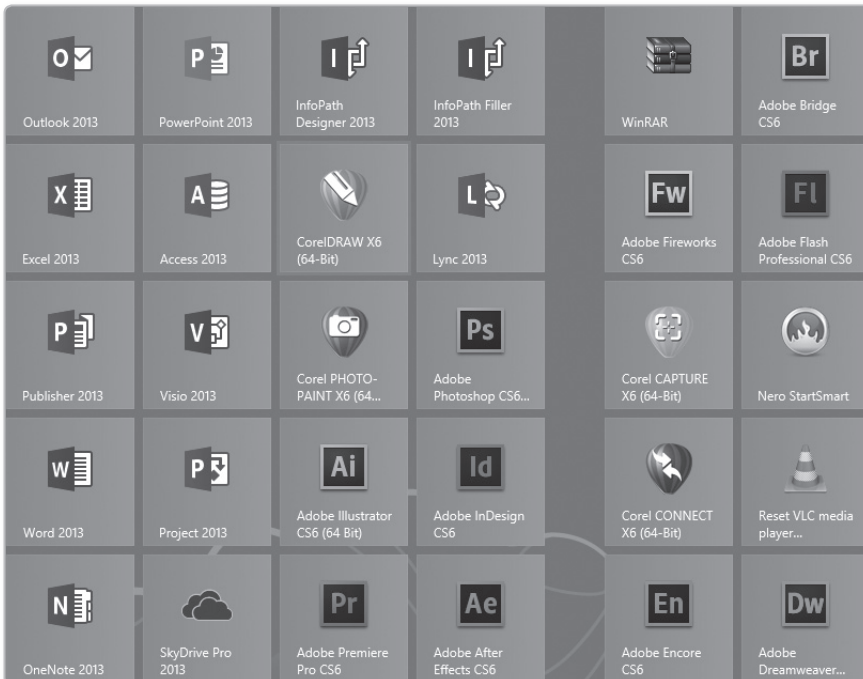 O
P
I
I
Br
Outlook 2013
PowerPoint 2013
InfoPath
Designer 2013
InfoPath Filler
2013
WinRAR
Adobe Bridge
CS6
X
A
L
Fw
Fl
Excel 2013
Access 2013
CorelDRAW X6
(64-Bit)
Lync 2013
Adobe Fireworks
CS6
Adobe Flash
Professional CS6
P
V
Ps
Publisher 2013
Visio 2013
Corel PHOTO-
PAINT X6 (64...
Adobe
Photoshop CS6...
Corel CAPTURE
X6 (64-Bit)
Nero StartSmart
W
P
Ai
Id
Word 2013
Project 2013
Adobe Illustrator
CS6 (64 Bit)
Adobe InDesign
CS6
Corel CONNECT
X6 (64-Bit)
Reset VLC media
player...
N
Pr
Ae
En
Dw
OneNote 2013
SkyDrive Pro
2013
Adobe Premiere
Pro CS6
Adobe After
Effects CS6
Adobe Encore
CS6
Adobe
Dreamweaver...